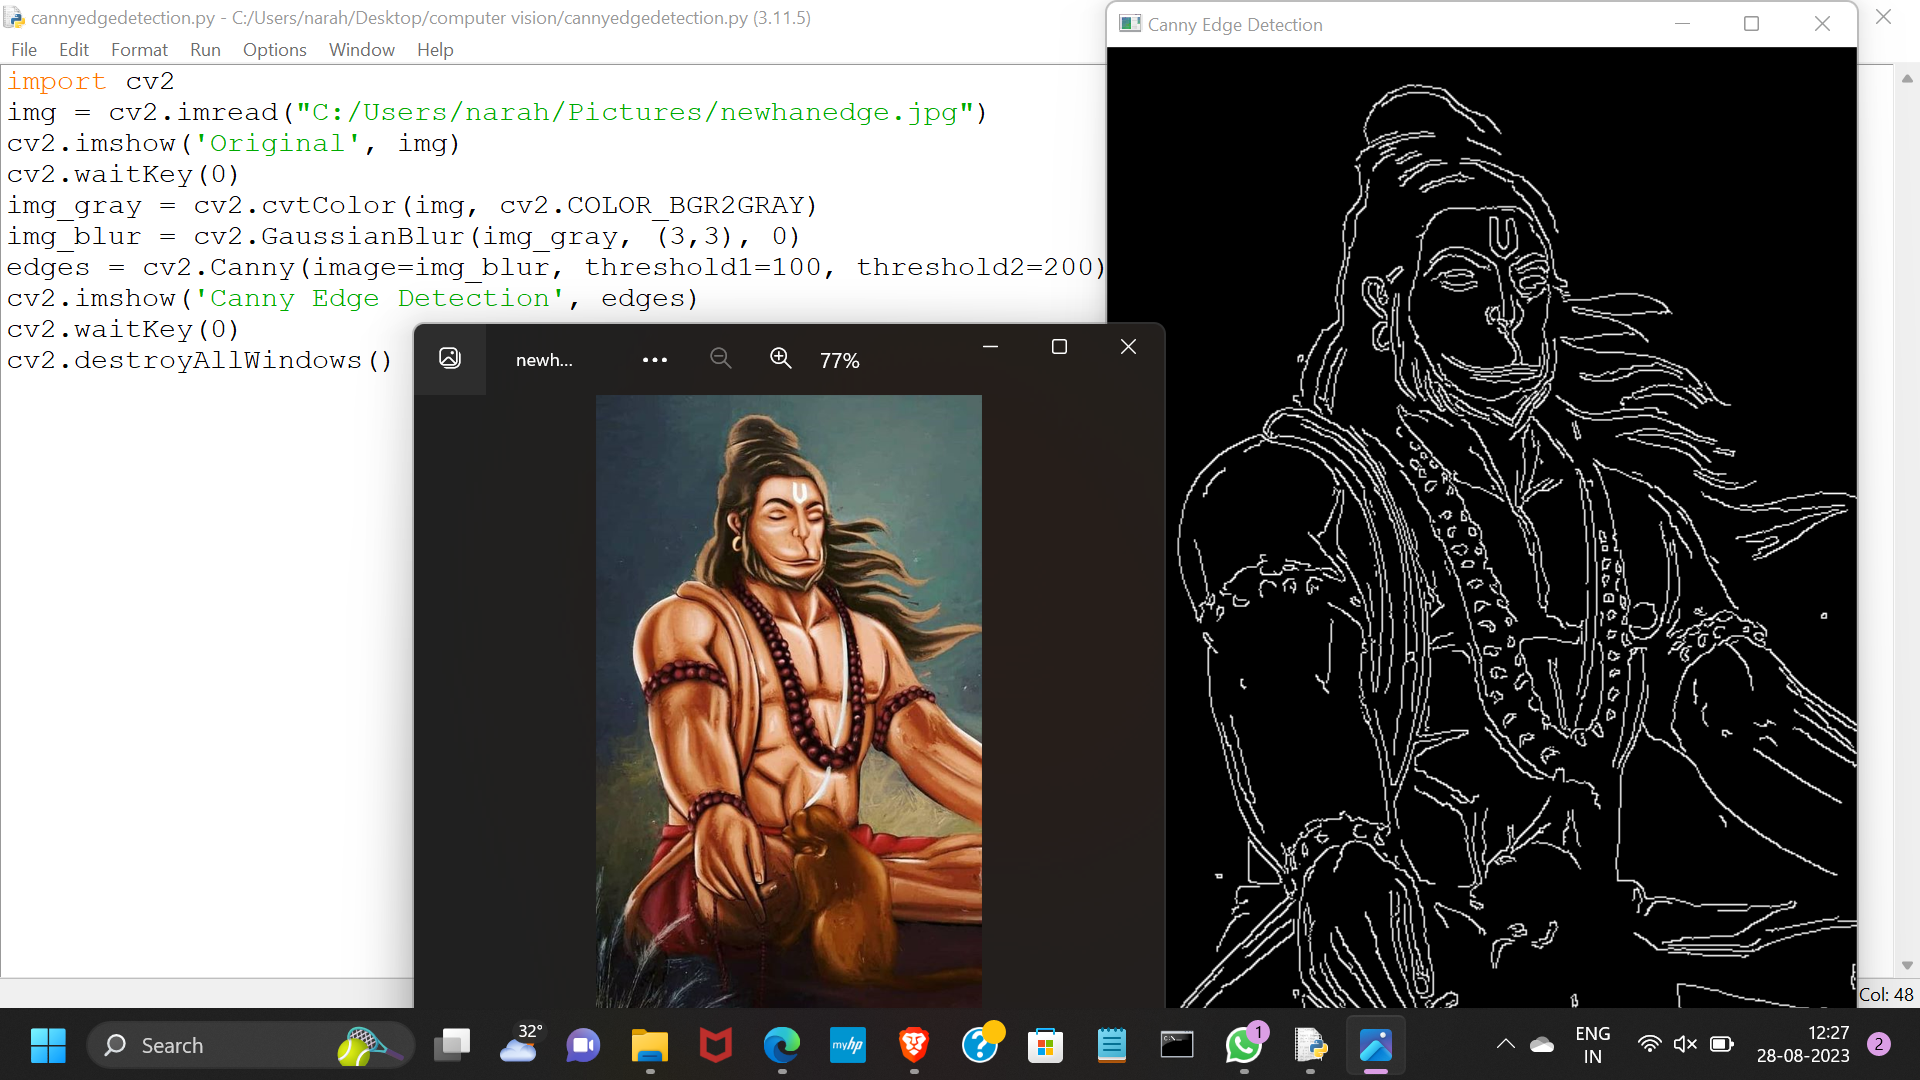 cannyedgedetection.py - C:/Users/narah/Desktop/computer vision/cannyedgedetection.py (3.11.5)
File Edit Format Run Options Window Help
import cv2
img = cv2.imread("C:/Users/narah/Pictures/newhanedge.jpg")
cv2.imshow('Original', img)
cv2.waitKey(0)
img_gray = cv2.cvtColor(img, cv2.COLOR_BGR2GRAY)
img_blur = cv2.GaussianBlur(img_gray, (3,3), 0)
edges = cv2.Canny(image=img_blur, threshold1=100, threshold2=200)
cv2.imshow('Canny Edge Detection', edges)
cv2.waitKey(0)
cv2.destroyAllWindows()
Canny Edge Detection
newh... ... 77%
Col: 48
Search
32°
myhp
1
ENG
IN
12:27
28-08-2023
2